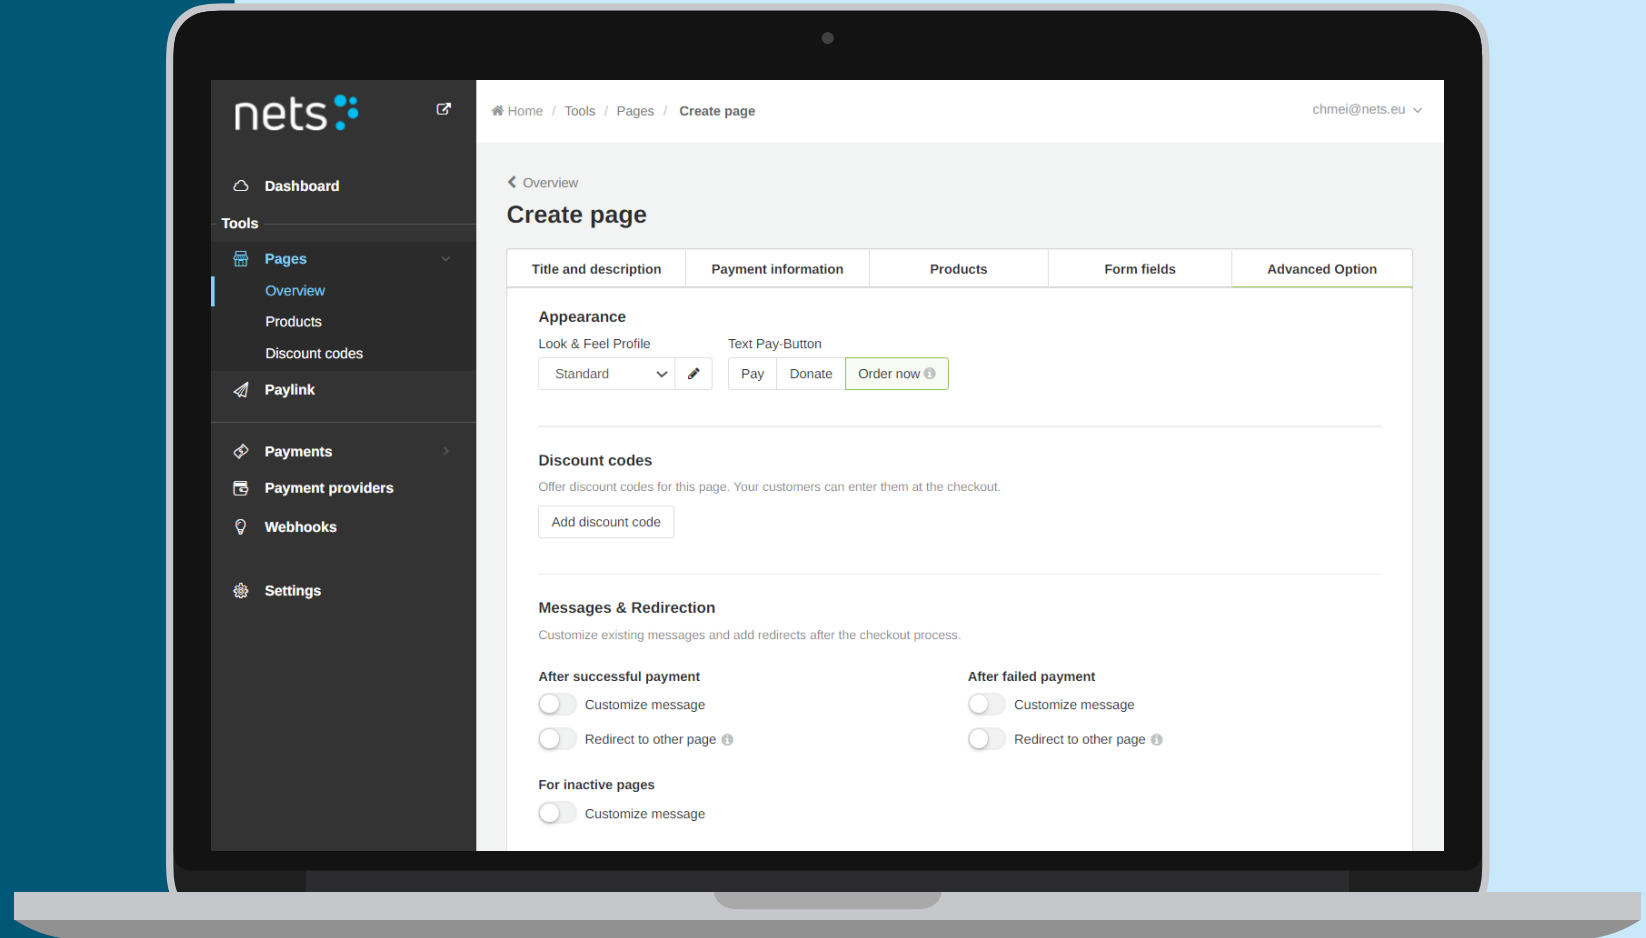 nets
Home / Tools / Pages / Create page
chmei@nets.eu
Dashboard
Tools
Pages
Overview
Products
Discount codes
Paylink
Payments
Payment providers
Webhooks
Settings
Overview
Create page
Title and description
Payment information
Products
Form fields
Advanced Option
Appearance
Look & Feel Profile
Text Pay-Button
Standard
Pay
Donate
Order now
Discount codes
Offer discount codes for this page. Your customers can enter them at the checkout.
Add discount code
Messages & Redirection
Customize existing messages and add redirects after the checkout process.
After successful payment
Customize message
Redirect to other page
After failed payment
Customize message
Redirect to other page
For inactive pages
Customize message